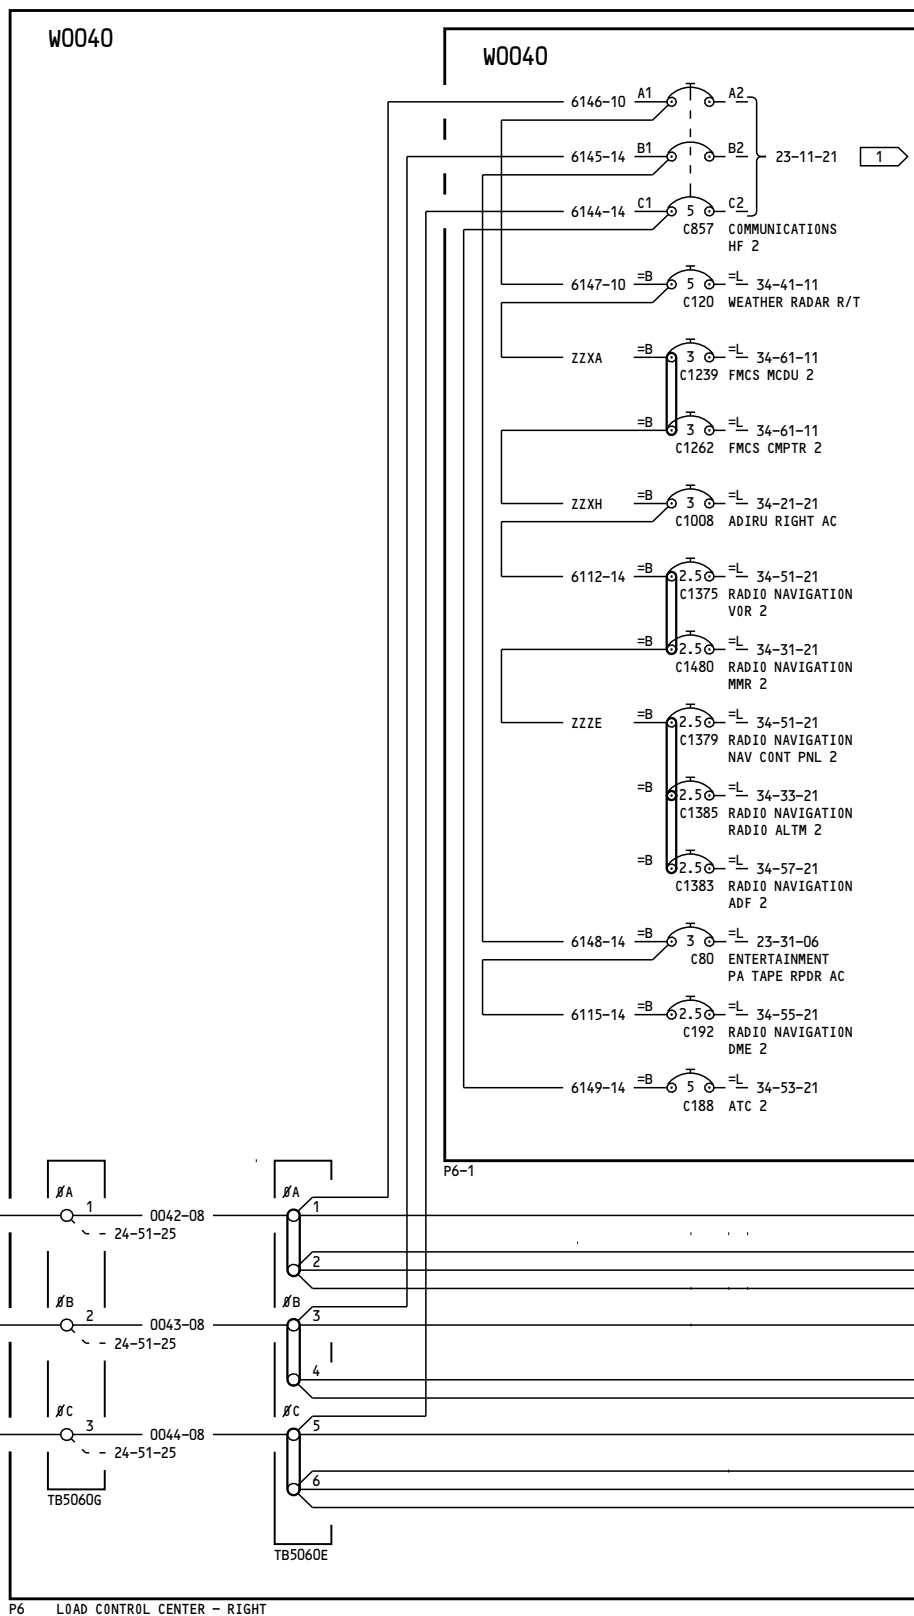 W0040
W0040
6146-10 A1 A2
6145-14 B1 B2 23-11-21 1
6144-14 C1 5 C2
C857 COMMUNICATIONS
HF 2
6147-10 =B 5 =L 34-41-11
C120 WEATHER RADAR R/T
ZZXA =B 3 =L 34-61-11
C1239 FMCS MCDU 2
=B 3 =L 34-61-11
C1262 FMCS CMPTR 2
ZZXH =B 3 =L 34-21-21
C1008 ADIRU RIGHT AC
6112-14 =B 2.5 =L 34-51-21
C1375 RADIO NAVIGATION
VOR 2
=B 2.5 =L 34-31-21
C1480 RADIO NAVIGATION
MMR 2
ZZZE =B 2.5 =L 34-51-21
C1379 RADIO NAVIGATION
NAV CONT PNL 2
=B 2.5 =L 34-33-21
C1385 RADIO NAVIGATION
RADIO ALTM 2
=B 2.5 =L 34-57-21
C1383 RADIO NAVIGATION
ADF 2
6148-14 =B 3 =L 23-31-06
C80 ENTERTAINMENT
PA TAPE RPDR AC
6115-14 =B 2.5 =L 34-55-21
C192 RADIO NAVIGATION
DME 2
6149-14 =B 5 =L 34-53-21
C188 ATC 2
P6-1
ØA ØA
1 0042-08 1
24-51-25
2
ØB ØB
2 0043-08 3
24-51-25
4
ØC ØC
3 0044-08 5
24-51-25
6
TB5060G
TB5060E
P6 LOAD CONTROL CENTER - RIGHT